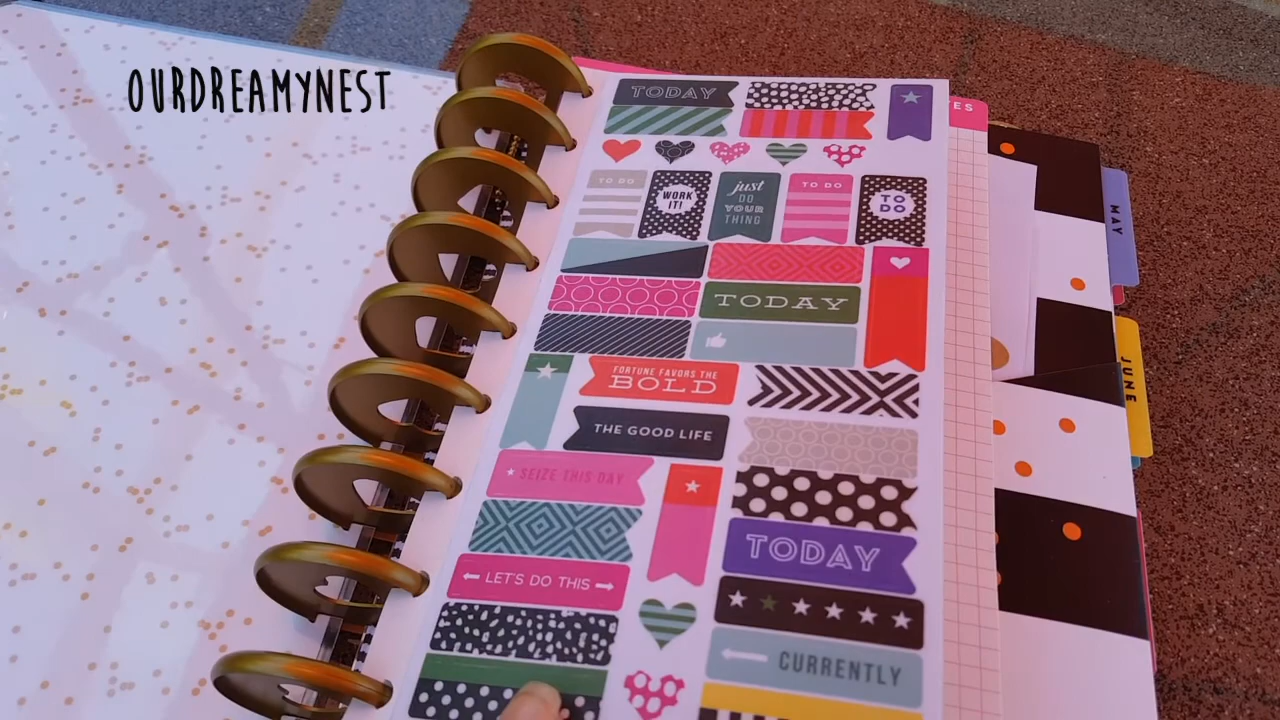 OURDREAMYNEST
TODAY
ES
TO DO
WORK
IT!
just
DO
YOUR
THING
TO DO
TO
DO
MAY
TODAY
JUNE
FORTUNE FAVORS THE
BOLD
THE GOOD LIFE
SEIZE THIS DAY
TODAY
LET'S DO THIS
CURRENTLY